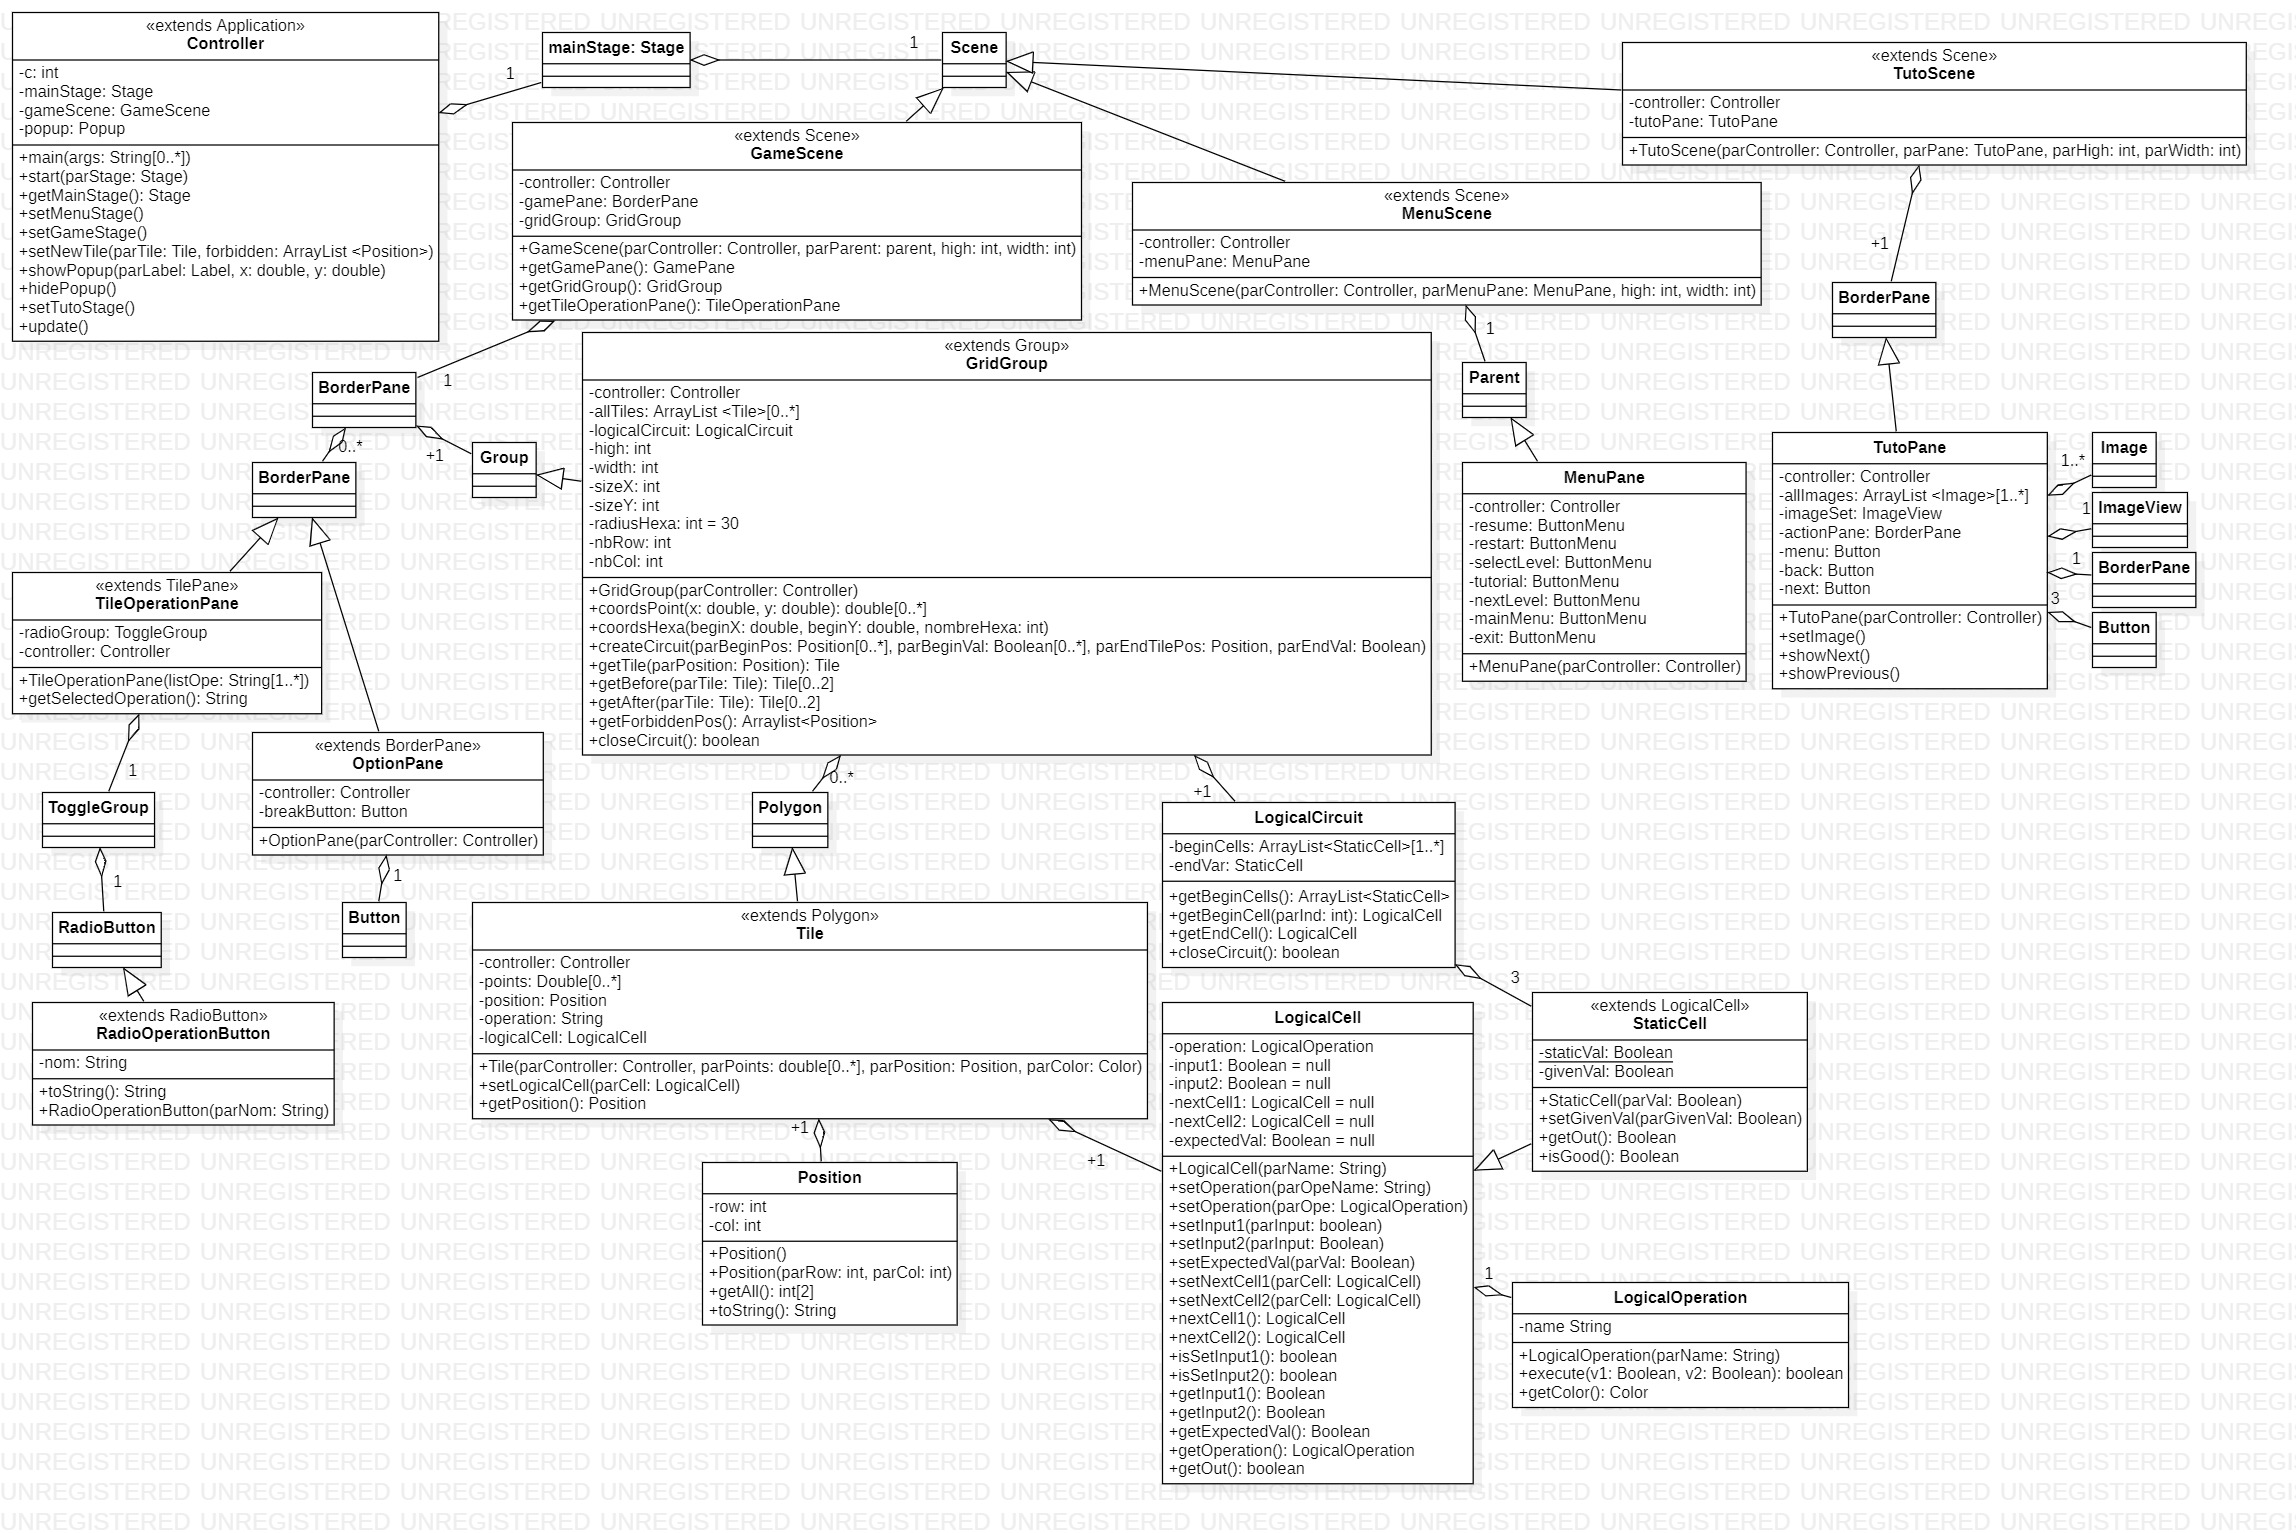 «extends Application»
Controller
-c: int
-mainStage: Stage
-gameScene: GameScene
-popup: Popup
+main(args: String[0..*])
+start(parStage: Stage)
+getMainStage(): Stage
+setMenuStage()
+setGameStage()
+setNewTile(parTile: Tile, forbidden: ArrayList <Position>)
+showPopup(parLabel: Label, x: double, y: double)
+hidePopup()
+setTutoStage()
+update()
1
mainStage: Stage
1
Scene
«extends Scene»
GameScene
-controller: Controller
-gamePane: BorderPane
-gridGroup: GridGroup
+GameScene(parController: Controller, parParent: parent, high: int, width: int)
+getGamePane(): GamePane
+getGridGroup(): GridGroup
+getTileOperationPane(): TileOperationPane
«extends Scene»
MenuScene
-controller: Controller
-menuPane: MenuPane
+MenuScene(parController: Controller, parMenuPane: MenuPane, high: int, width: int)
«extends Scene»
TutoScene
-controller: Controller
-tutoPane: TutoPane
+TutoScene(parController: Controller, parPane: TutoPane, parHigh: int, parWidth: int)
+1
BorderPane
1
Parent
1
BorderPane
0..*
+1
Group
BorderPane
«extends Group»
GridGroup
-controller: Controller
-allTiles: ArrayList <Tile>[0..*]
-logicalCircuit: LogicalCircuit
-high: int
-width: int
-sizeX: int
-sizeY: int
-radiusHexa: int = 30
-nbRow: int
-nbCol: int
+GridGroup(parController: Controller)
+coordsPoint(x: double, y: double): double[0..*]
+coordsHexa(beginX: double, beginY: double, nombreHexa: int)
+createCircuit(parBeginPos: Position[0..*], parBeginVal: Boolean[0..*], parEndTilePos: Position, parEndVal: Boolean)
+getTile(parPosition: Position): Tile
+getBefore(parTile: Tile): Tile[0..2]
+getAfter(parTile: Tile): Tile[0..2]
+getForbiddenPos(): Arraylist<Position>
+closeCircuit(): boolean
MenuPane
-controller: Controller
-resume: ButtonMenu
-restart: ButtonMenu
-selectLevel: ButtonMenu
-tutorial: ButtonMenu
-nextLevel: ButtonMenu
-mainMenu: ButtonMenu
-exit: ButtonMenu
+MenuPane(parController: Controller)
TutoPane
-controller: Controller
-allImages: ArrayList <Image>[1..*]
-imageSet: ImageView
-actionPane: BorderPane
-menu: Button
-back: Button
-next: Button
+TutoPane(parController: Controller)
+setImage()
+showNext()
+showPrevious()
1..*
Image
1
ImageView
1
BorderPane
3
Button
«extends TilePane»
TileOperationPane
-radioGroup: ToggleGroup
-controller: Controller
+TileOperationPane(listOpe: String[1..*])
+getSelectedOperation(): String
1
ToggleGroup
1
RadioButton
«extends RadioButton»
RadioOperationButton
-nom: String
+toString(): String
+RadioOperationButton(parNom: String)
«extends BorderPane»
OptionPane
-controller: Controller
-breakButton: Button
+OptionPane(parController: Controller)
1
Button
0..*
Polygon
+1
LogicalCircuit
-beginCells: ArrayList<StaticCell>[1..*]
-endVar: StaticCell
+getBeginCells(): ArrayList<StaticCell>
+getBeginCell(parInd: int): LogicalCell
+getEndCell(): LogicalCell
+closeCircuit(): boolean
3
«extends Polygon»
Tile
-controller: Controller
-points: Double[0..*]
-position: Position
-operation: String
-logicalCell: LogicalCell
+Tile(parController: Controller, parPoints: double[0..*], parPosition: Position, parColor: Color)
+setLogicalCell(parCell: LogicalCell)
+getPosition(): Position
+1
+1
Position
-row: int
-col: int
+Position()
+Position(parRow: int, parCol: int)
+getAll(): int[2]
+toString(): String
LogicalCell
-operation: LogicalOperation
-input1: Boolean = null
-input2: Boolean = null
-nextCell1: LogicalCell = null
-nextCell2: LogicalCell = null
-expectedVal: Boolean = null
+LogicalCell(parName: String)
+setOperation(parOpeName: String)
+setOperation(parOpe: LogicalOperation)
+setInput1(parInput: boolean)
+setInput2(parInput: Boolean)
+setExpectedVal(parVal: Boolean)
+setNextCell1(parCell: LogicalCell)
+setNextCell2(parCell: LogicalCell)
+nextCell1(): LogicalCell
+nextCell2(): LogicalCell
+isSetInput1(): boolean
+isSetInput2(): boolean
+getInput1(): Boolean
+getInput2(): Boolean
+getExpectedVal(): Boolean
+getOperation(): LogicalOperation
+getOut(): boolean
«extends LogicalCell»
StaticCell
-staticVal: Boolean
-givenVal: Boolean
+StaticCell(parVal: Boolean)
+setGivenVal(parGivenVal: Boolean)
+getOut(): Boolean
+isGood(): Boolean
1
LogicalOperation
-name String
+LogicalOperation(parName: String)
+execute(v1: Boolean, v2: Boolean): boolean
+getColor(): Color